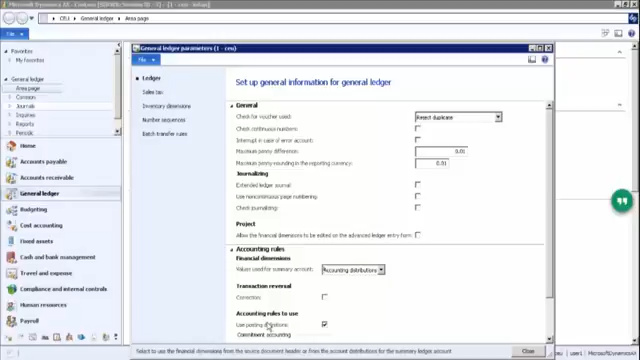 CEU
General ledger
Area page
File
Favorites
My favorites
General ledger
Area page
Common
Journals
Inquiries
Reports
Periodic
Home
Accounts payable
Accounts receivable
General ledger
Budgeting
Cost accounting
Fixed assets
Cash and bank management
Travel and expense
Compliance and internal controls
Human resources
Payroll
General ledger parameters (1 - ceu)
File
Ledger
Sales tax
Inventory dimensions
Number sequences
Batch transfer rules
Set up general information for general ledger
General
Check for voucher used:
Reject duplicate
Check continuous numbers:
Interrupt in case of error account:
Maximum penny difference:
0.01
Maximum penny-rounding in the reporting currency:
0.01
Journalizing
Extended ledger journal:
Use noncontinuous page numbering:
Check journalizing:
Project
Allow the financial dimensions to be edited on the advanced ledger entry form:
Accounting rules
Financial dimensions
Values used for summary account:
Accounting distributions
Transaction reversal
Correction:
Accounting rules to use
Use posting definitions:
Commitment accounting
Select to use the financial dimensions from the source document header or from the account distributions for the summary ledger account
Close